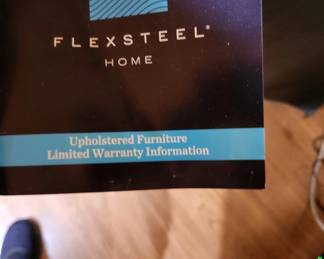 FLEXSTEEL®
HOME
Upholstered Furniture
Limited Warranty Information